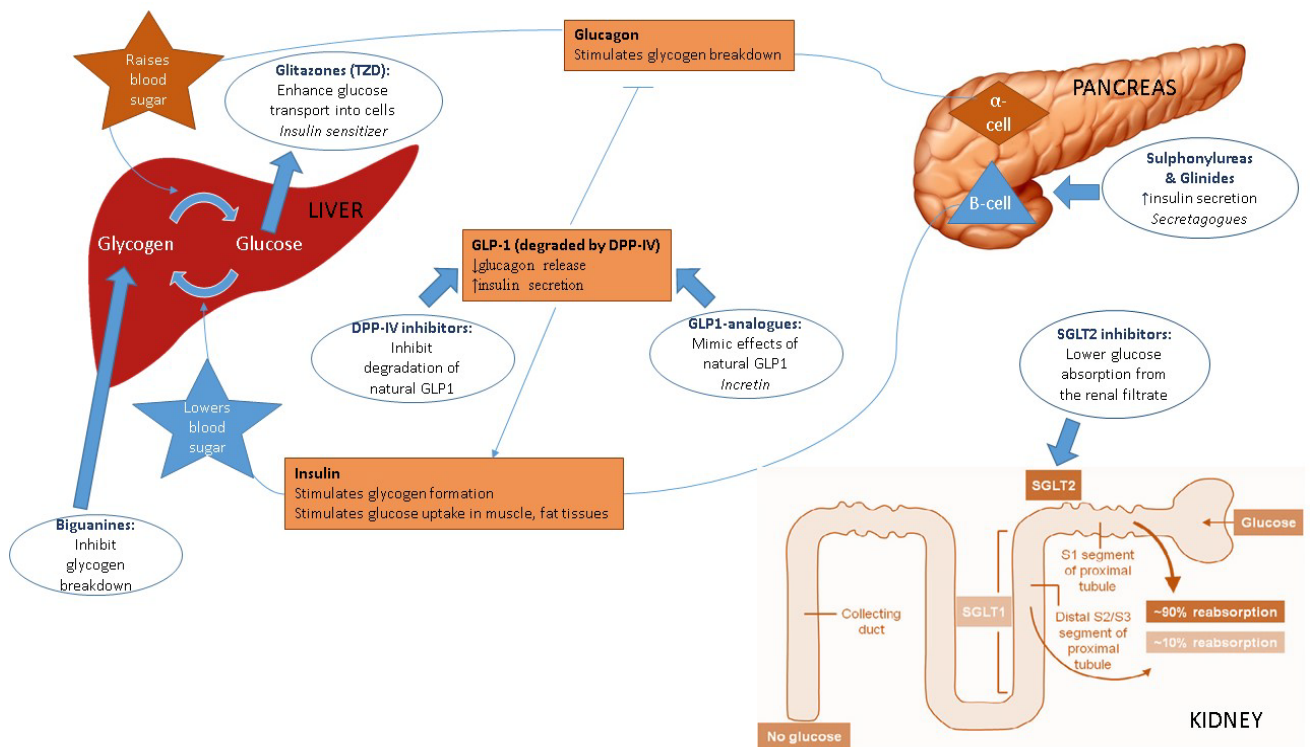 Raises
blood
sugar
Glitazones (TZD):
Enhance glucose
transport into cells
Insulin sensitizer
Glucagon
Stimulates glycogen breakdown
PANCREAS
α-
cell
B-cell
Sulphonylureas
& Glinides
↑insulin secretion
Secretagogues
LIVER
Glycogen
Glucose
GLP-1 (degraded by DPP-IV)
↓glucagon release
↑insulin secretion
DPP-IV inhibitors:
Inhibit
degradation of
natural GLP1
GLP1-analogues:
Mimic effects of
natural GLP1
Incretin
SGLT2 inhibitors:
Lower glucose
absorption from
the renal filtrate
Lowers
blood
sugar
Insulin
Stimulates glycogen formation
Stimulates glucose uptake in muscle, fat tissues
Biguanines:
Inhibit
glycogen
breakdown
SGLT2
Glucose
S1 segment
of proximal
tubule
SGLT1
Collecting
duct
Distal S2/S3
segment of
proximal
tubule
~90% reabsorption
~10% reabsorption
No glucose
KIDNEY